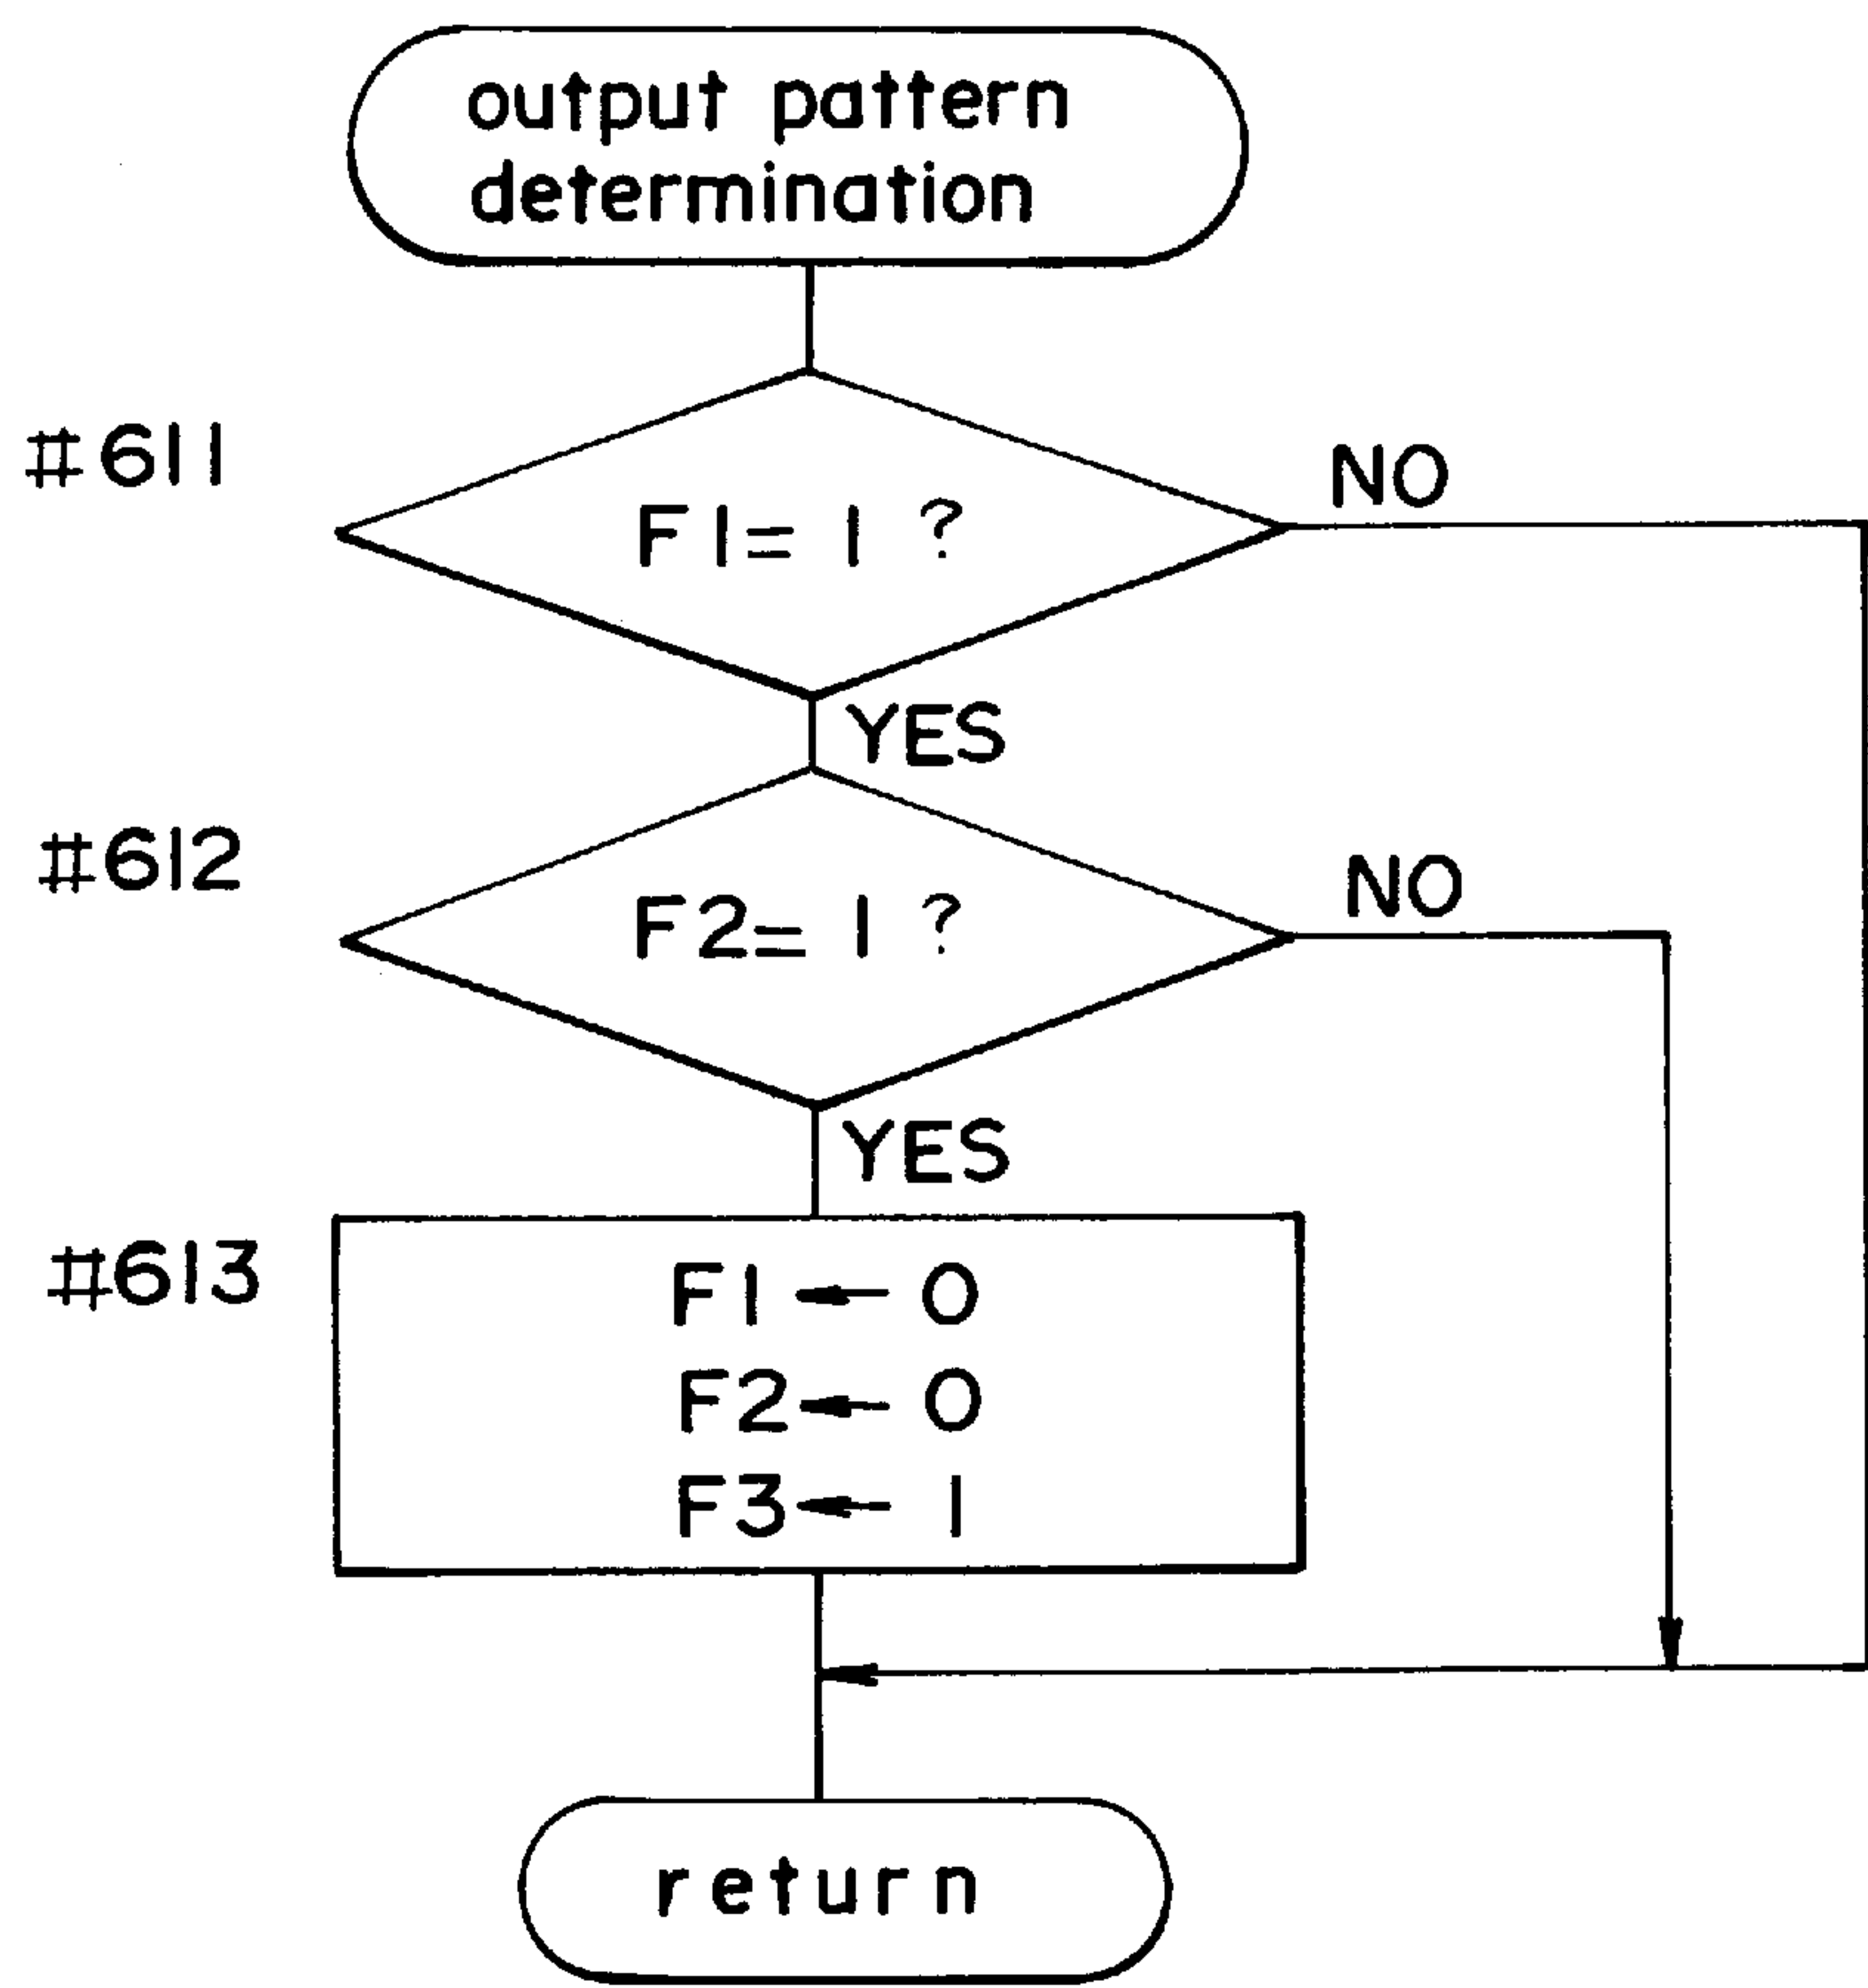 output pattern
determination
#611
F1=1?
NO
YES
#612
F2=1?
NO
YES
#613
F1←0
F2←0
F3←1
return